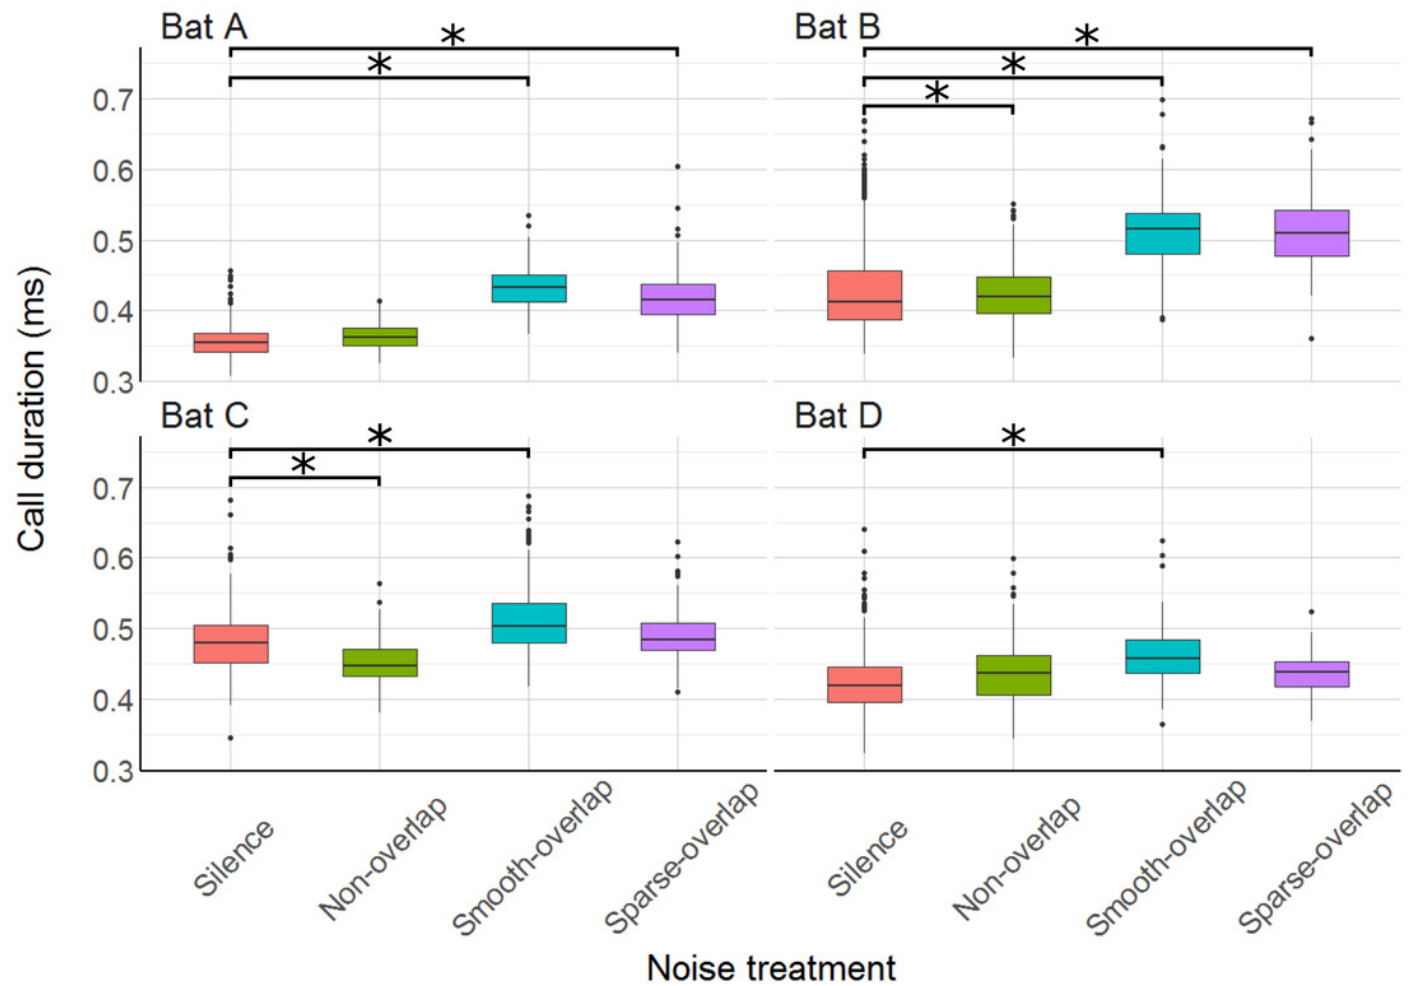 Bat A
Bat B
*
*
*
*
*
0.7
0.6
0.5
0.4
0.3
Bat C
Bat D
*
*
*
0.7
0.6
0.5
0.4
0.3
Call duration (ms)
Silence
Non-overlap
Smooth-overlap
Sparse-overlap
Silence
Non-overlap
Smooth-overlap
Sparse-overlap
Noise treatment